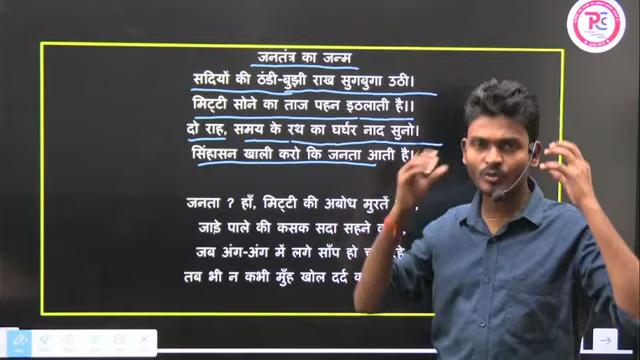 जनतंत्र का जन्म
सदियों की ठंडी-बुझी राख सुगबुगा उठी।
मिट्टी सोने का ताज पहन इठलाती है।।
दो राह, समय के रथ का घर्घर नाद सुनो।
सिंहासन खाली करो कि जनता आती है।
जनता ? हाँ, मिट्टी की अबोध मुरतें
जाड़े पाले की कसक सदा सहने
जब अंग-अंग में लगे साँप हो
तब भी न कभी मुँह खोल दर्द